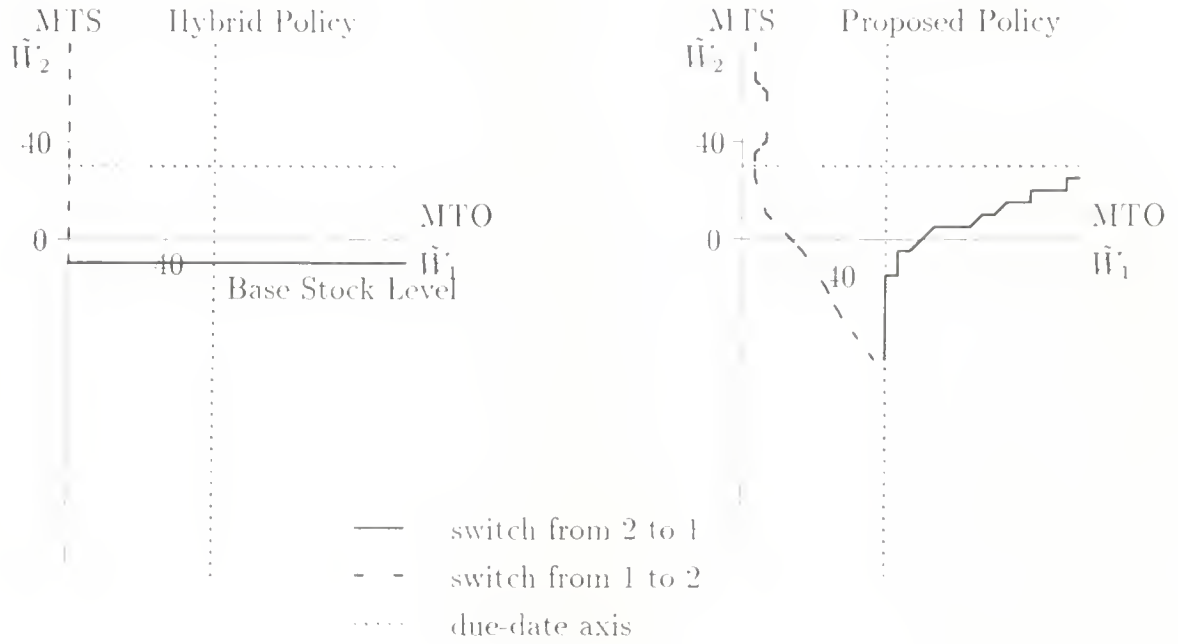 MTS Hybrid Policy
W̃₂
40
0
40
MTO
W̃₁
Base Stock Level
MTS Proposed Policy
W̃₂
40
0
40
MTO
W̃₁
switch from 2 to 1
switch from 1 to 2
due-date axis